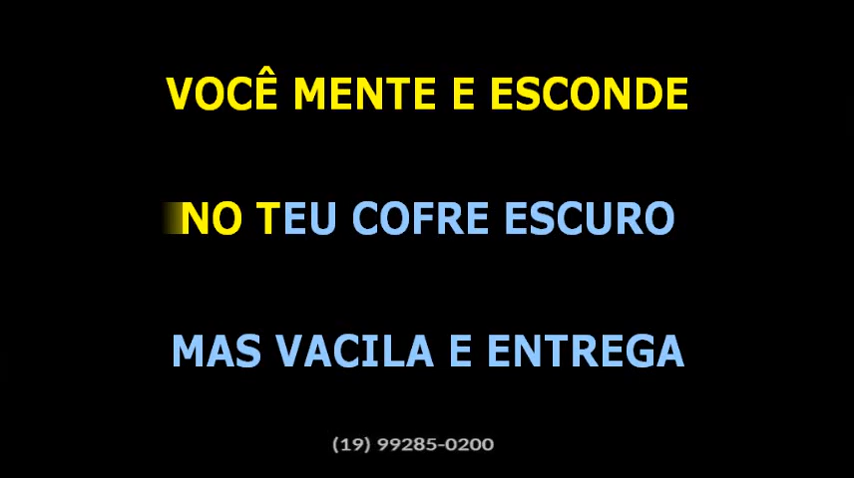 VOCÊ MENTE E ESCONDE
NO TEU COFRE ESCURO
MAS VACILA E ENTREGA
(19) 99285-0200